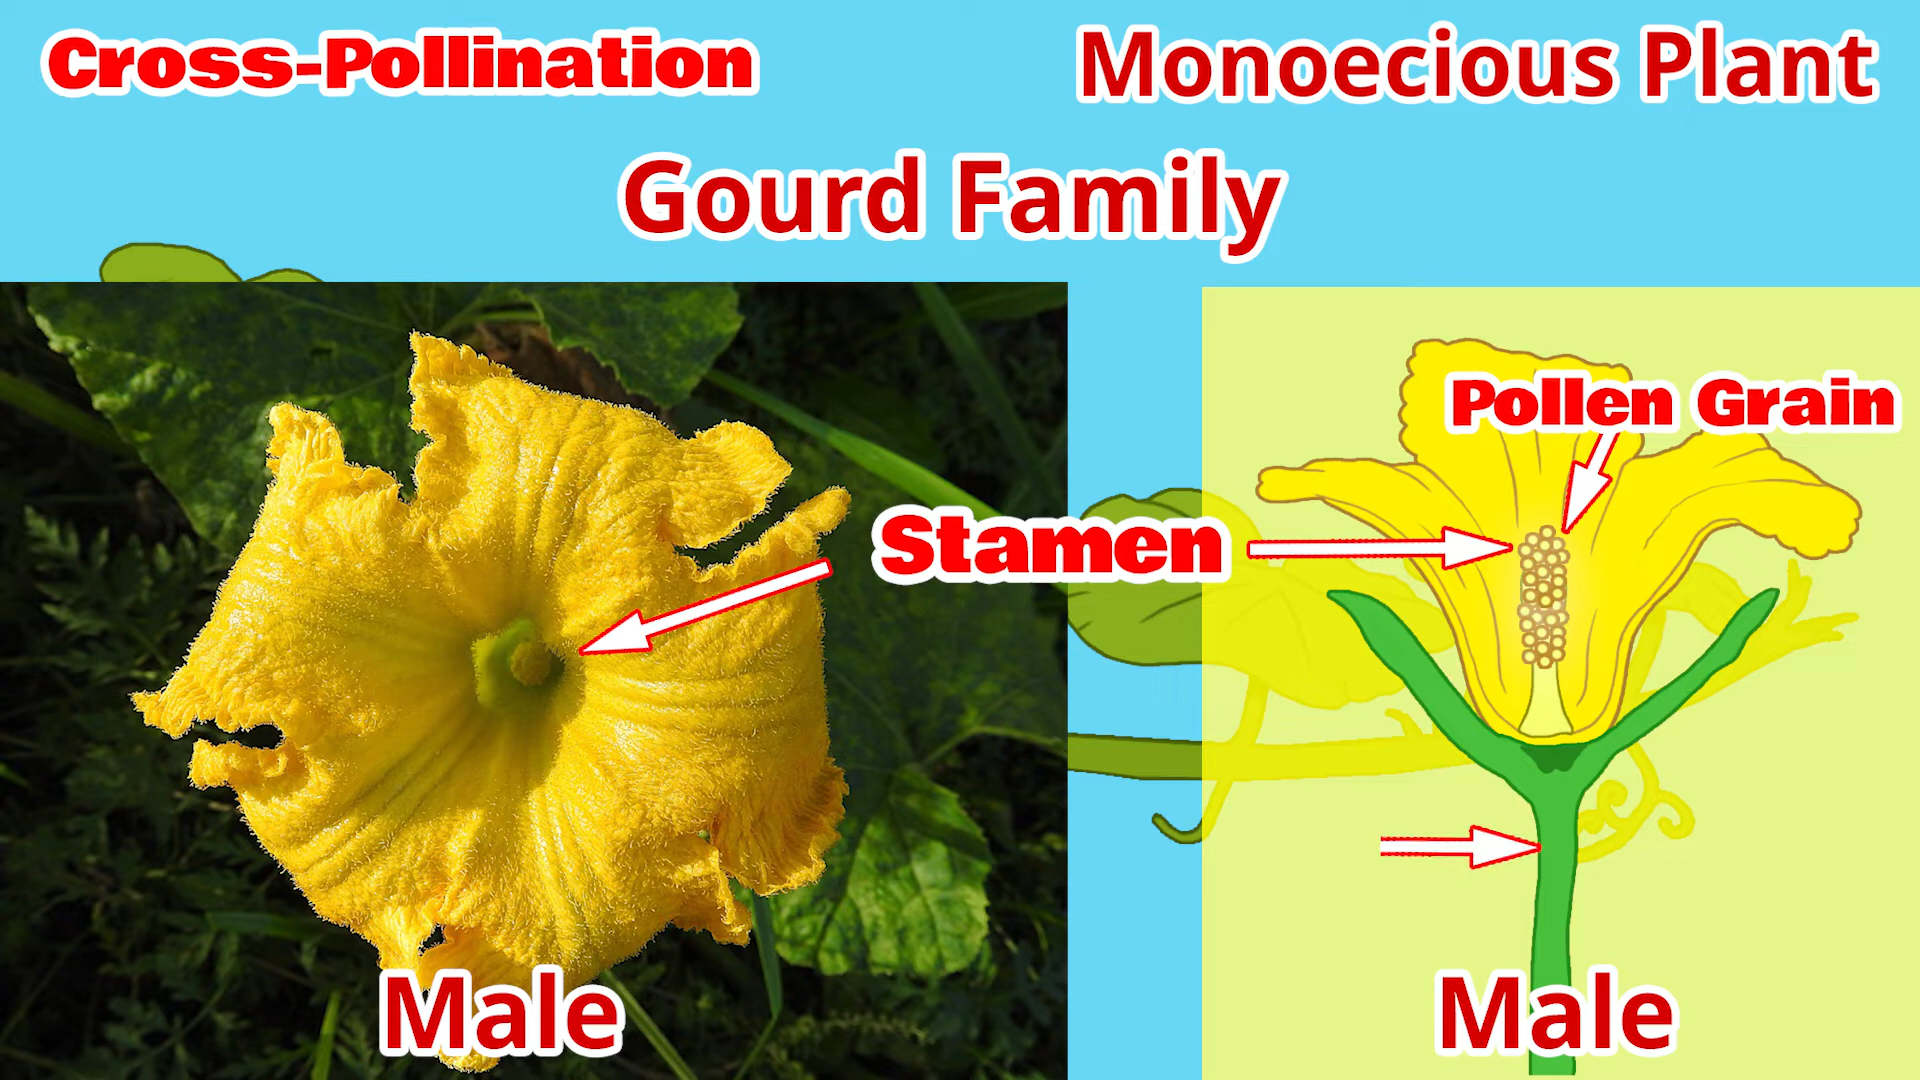 Cross-Pollination
Monoecious Plant
Gourd Family
Pollen Grain
Stamen
Male
Male